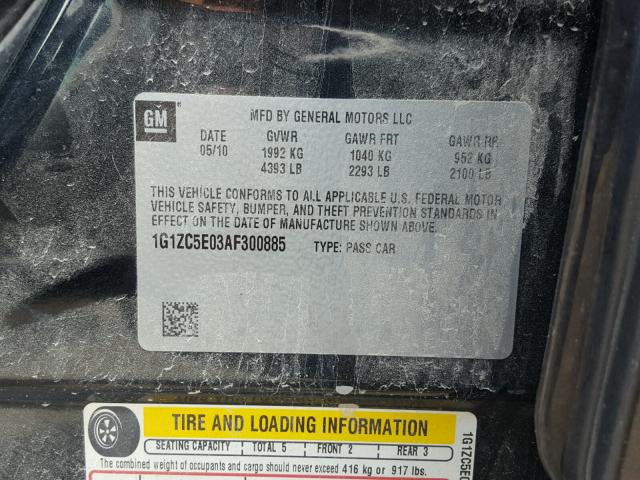 GM
MFD BY GENERAL MOTORS LLC
DATE GVWR GAWR FRT GAWR RR
05/10 1992 KG 1040 KG 952 KG
4393 LB 2293 LB 2100 LB
THIS VEHICLE CONFORMS TO ALL APPLICABLE U.S. FEDERAL MOTOR
VEHICLE SAFETY, BUMPER, AND THEFT PREVENTION STANDARDS IN
EFFECT ON THE DATE OF MANUFACTURE SHOWN ABOVE.
1G1ZC5E03AF300885 TYPE: PASS CAR
TIRE AND LOADING INFORMATION
SEATING CAPACITY TOTAL 5 FRONT 2 REAR 3
The combined weight of occupants and cargo should never exceed 416 kg or 917 lbs.
1G1ZC5E0